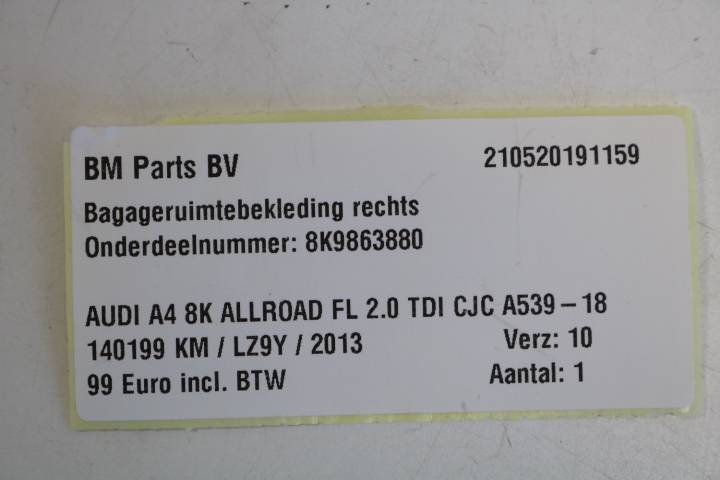 BM Parts BV 210520191159
Bagageruimtebekleding rechts
Onderdeelnummer: 8K9863880
AUDI A4 8K ALLROAD FL 2.0 TDI CJC A539 – 18
140199 KM / LZ9Y / 2013 Verz: 10
99 Euro incl. BTW Aantal: 1